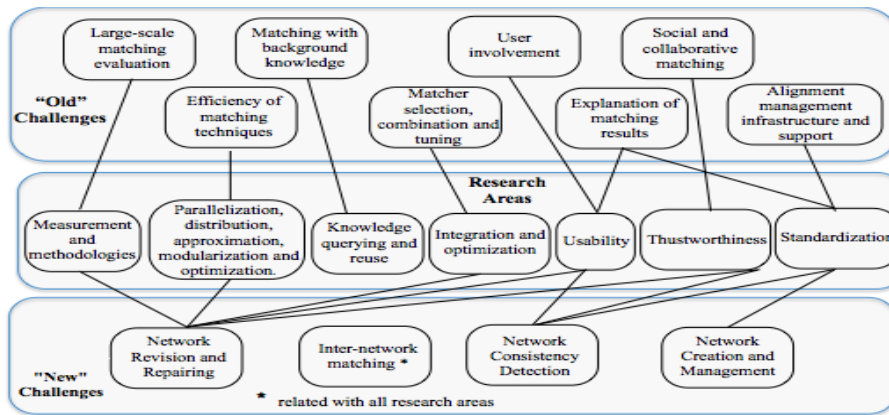 Large-scale
matching
evaluation
Matching with
background
knowledge
User
involvement
Social and
collaborative
matching
“Old”
Challenges
Efficiency of
matching
techniques
Matcher
selection,
combination and
tuning
Explanation of
matching
results
Alignment
management
infrastructure and
support
Research
Areas
Measurement
and
methodologies
Parallelization,
distribution,
approximation,
modularization and
optimization.
Knowledge
querying and
reuse
Integration and
optimization
Usability
Thustworthiness
Standardization
"New"
Challenges
Network
Revision and
Repairing
Inter-network
matching *
Network
Consistency
Detection
Network
Creation and
Management
* related with all research areas